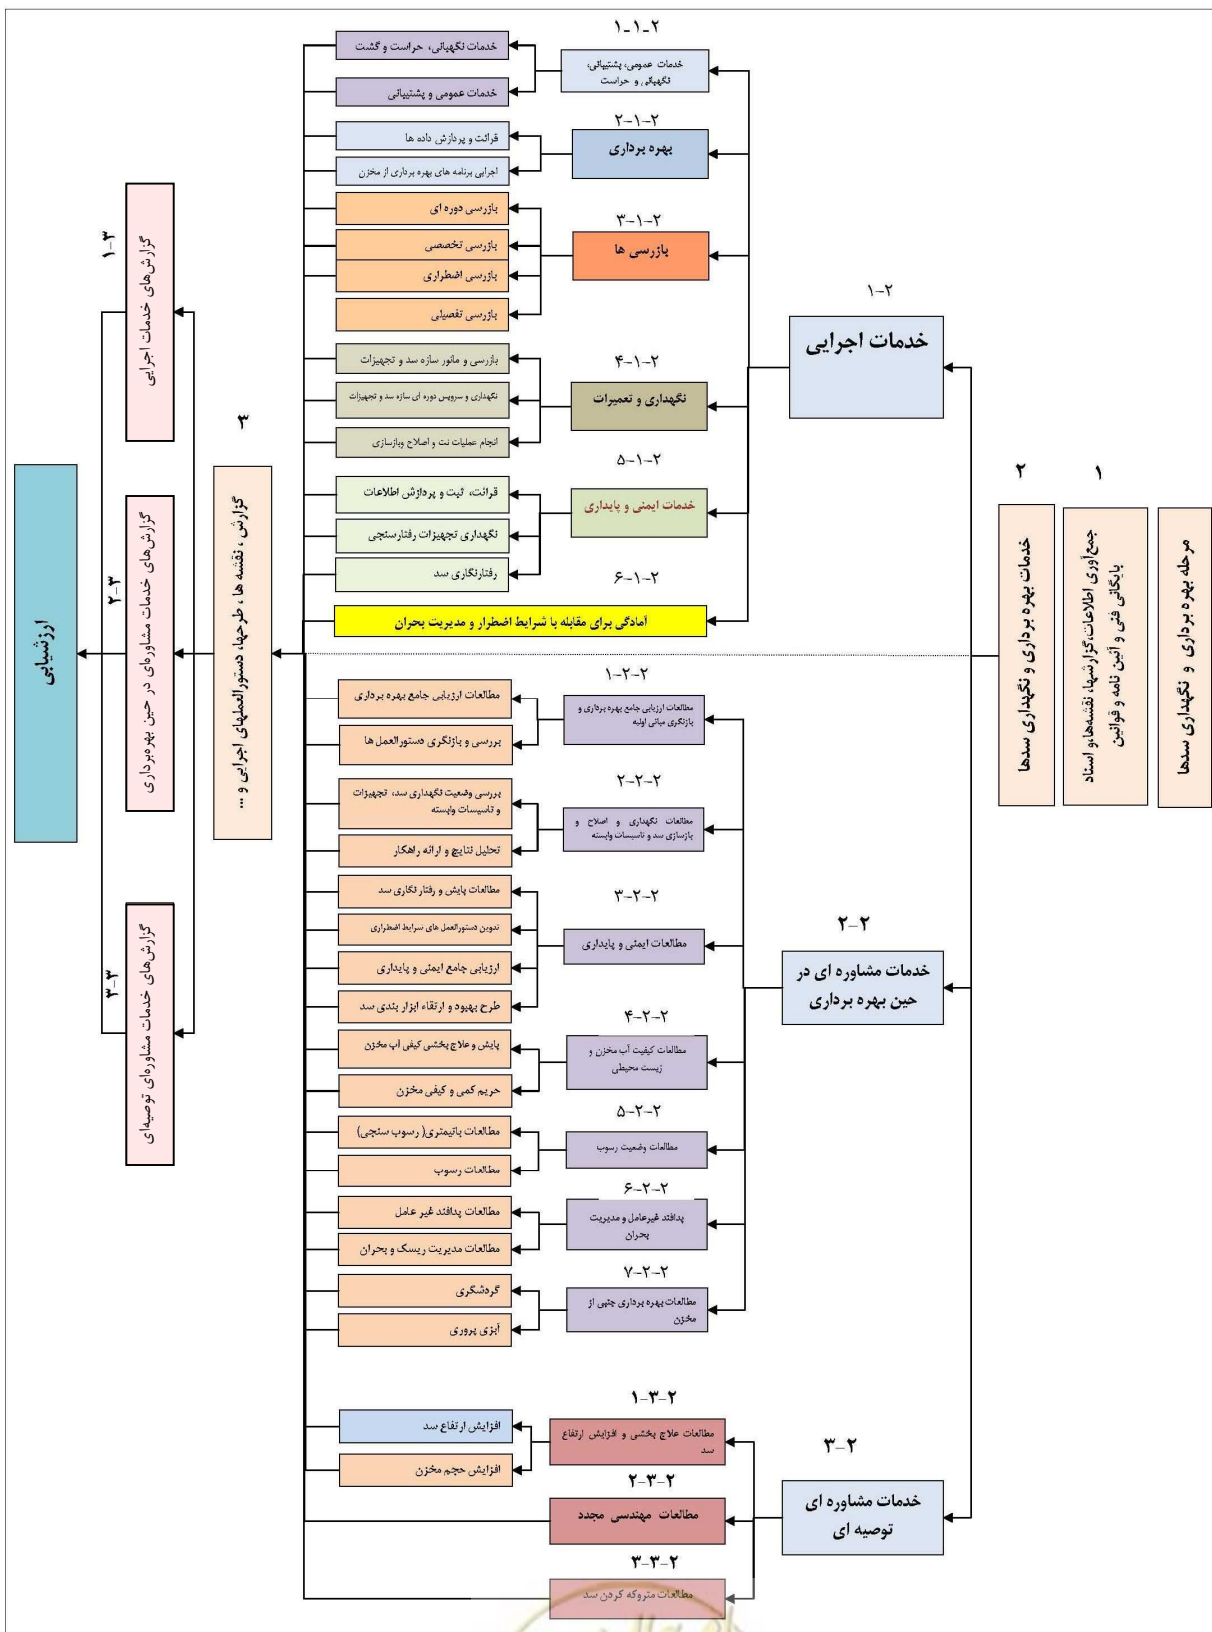 مرحله بهره برداری و نگهداری سدها
۱
جمع‌آوری اطلاعات،گزارشها، نقشه‌ها،و اسناد
بایگانی فنی و آئین نامه و قوانین
۲
خدمات بهره برداری و نگهداری سدها
۱-۲
خدمات اجرایی
۱-۱-۲
خدمات عمومی، پشتیبانی،
نگهبانی و حراست
خدمات نگهبانی، حراست و گشت
خدمات عمومی و پشتیبانی
۲-۱-۲
بهره برداری
قرائت و پردازش داده ها
اجرایی برنامه های بهره برداری از مخزن
۳-۱-۲
بازرسی ها
بازرسی دوره ای
بازرسی تخصصی
بازرسی اضطراری
بازرسی تفصیلی
۴-۱-۲
نگهداری و تعمیرات
بازرسی و مانور سازه سد و تجهیزات
نگهداری و سرویس دوره ای سازه سد و تجهیزات
انجام عملیات نت و اصلاح وبازسازی
۵-۱-۲
خدمات ایمنی و پایداری
قرائت، ثبت و پردازش اطلاعات
نگهداری تجهیزات رفتارسنجی
رفتارنگاری سد
۶-۱-۲
آمادگی برای مقابله با شرایط اضطرار و مدیریت بحران
۲-۲
خدمات مشاوره ای در
حین بهره برداری
۱-۲-۲
مطالعات ارزیابی جامع بهره برداری و
بازنگری مبانی اولیه
مطالعات ارزیابی جامع بهره برداری
بررسی و بازنگری دستورالعمل ها
۲-۲-۲
مطالعات نگهداری و اصلاح و
بازسازی سد و تاسیسات وابسته
بررسی وضعیت نگهداری سد، تجهیزات
و تاسیسات وابسته
تحلیل نتایج و ارائه راهکار
۳-۲-۲
مطالعات ایمنی و پایداری
مطالعات پایش و رفتار نگاری سد
تدوین دستورالعمل های شرایط اضطراری
ارزیابی جامع ایمنی و پایداری
طرح بهبود و ارتقاء ابزار بندی سد
۴-۲-۲
مطالعات کیفیت آب مخزن و
زیست محیطی
پایش و علاج بخشی کیفی آب مخزن
حریم کمی و کیفی مخزن
۵-۲-۲
مطالعات وضعیت رسوب
مطالعات باتیمتری( رسوب سنجی)
مطالعات رسوب
۶-۲-۲
پدافند غیرعامل و مدیریت
بحران
مطالعات پدافند غیر عامل
مطالعات مدیریت ریسک و بحران
۷-۲-۲
مطالعات بهره برداری جنبی از
مخزن
گردشگری
آبزی پروری
۳-۲
خدمات مشاوره ای
توصیه ای
۱-۳-۲
مطالعات علاج بخشی و افزایش ارتفاع
سد
افزایش ارتفاع سد
افزایش حجم مخزن
۲-۳-۲
مطالعات مهندسی مجدد
۳-۳-۲
مطالعات متروکه کردن سد
۳
گزارش ، نقشه ها ، طرحها، دستورالعملهای اجرایی و ...
۱-۳
گزارش‌های خدمات اجرایی
۲-۳
گزارش‌های خدمات مشاوره‌ای در حین بهره‌برداری
۳-۳
گزارش‌های خدمات مشاوره‌ای توصیه‌ای
ارزشیابی